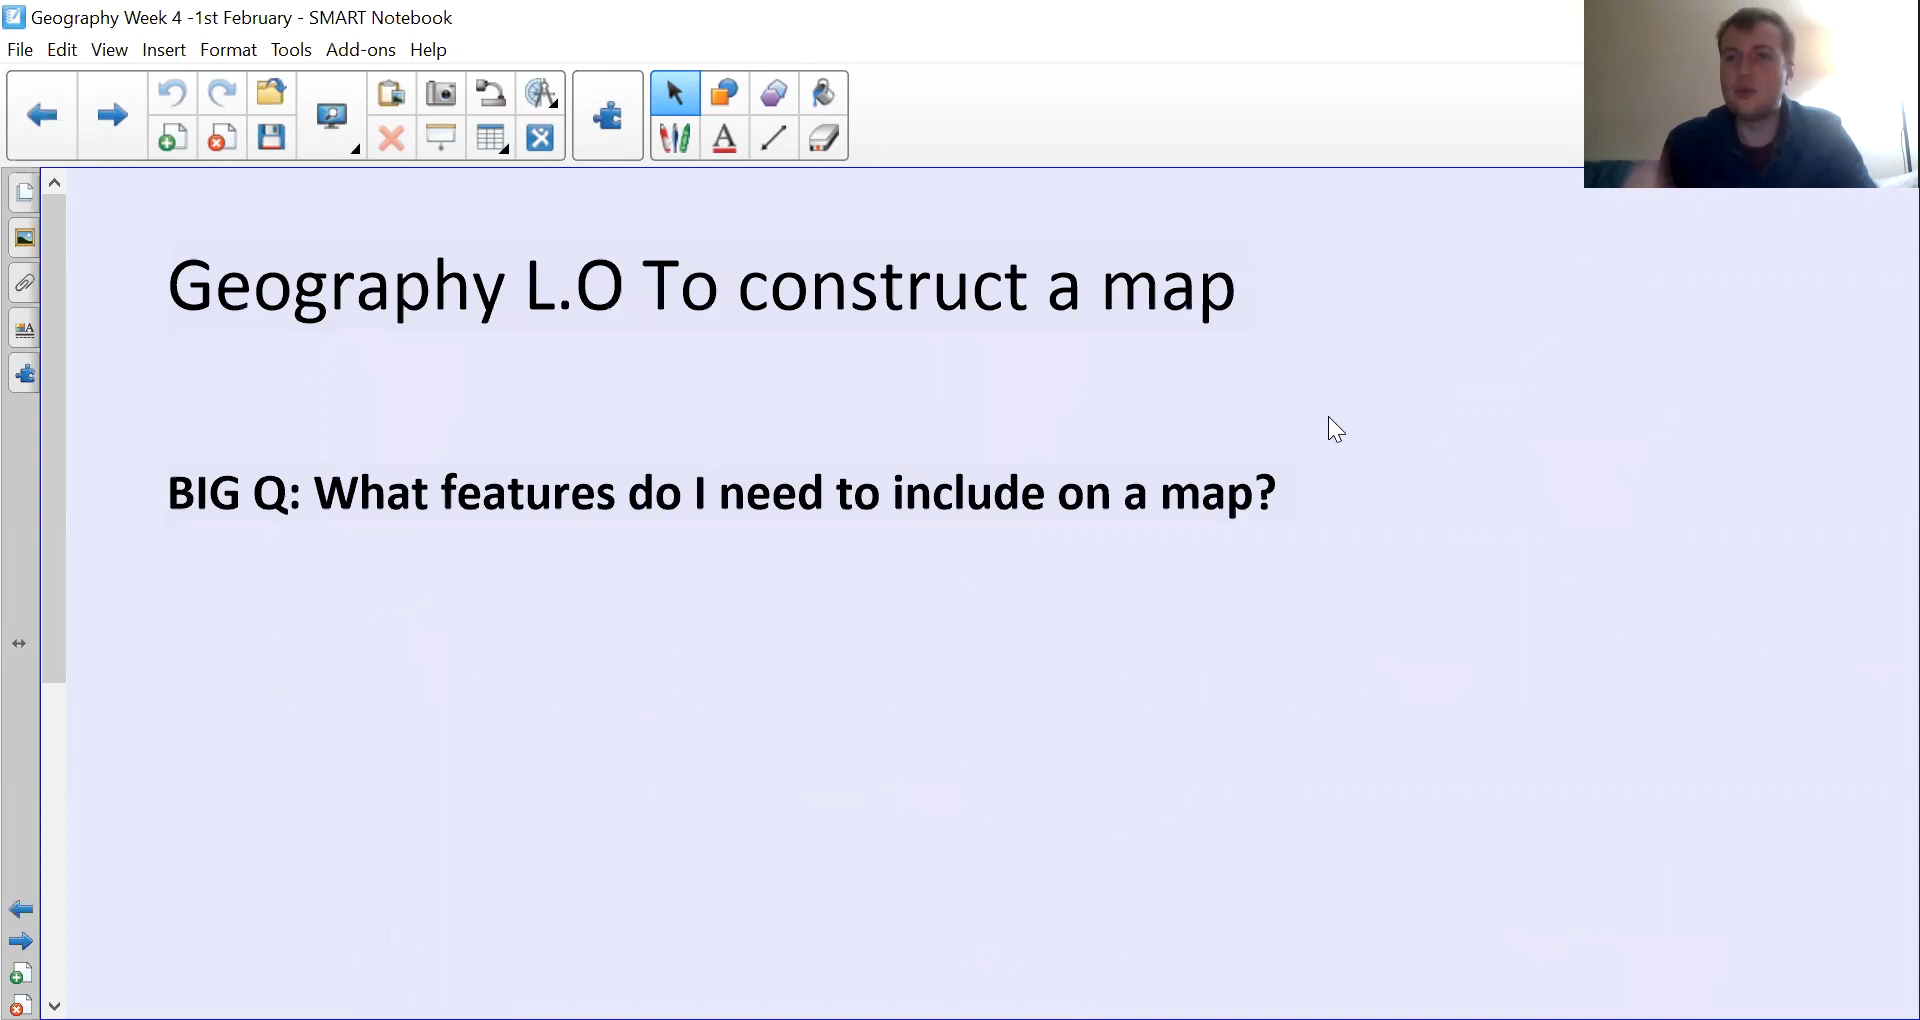 Geography Week 4 -1st February - SMART Notebook
File Edit View Insert Format Tools Add-ons Help
Geography L.O To construct a map
BIG Q: What features do I need to include on a map?